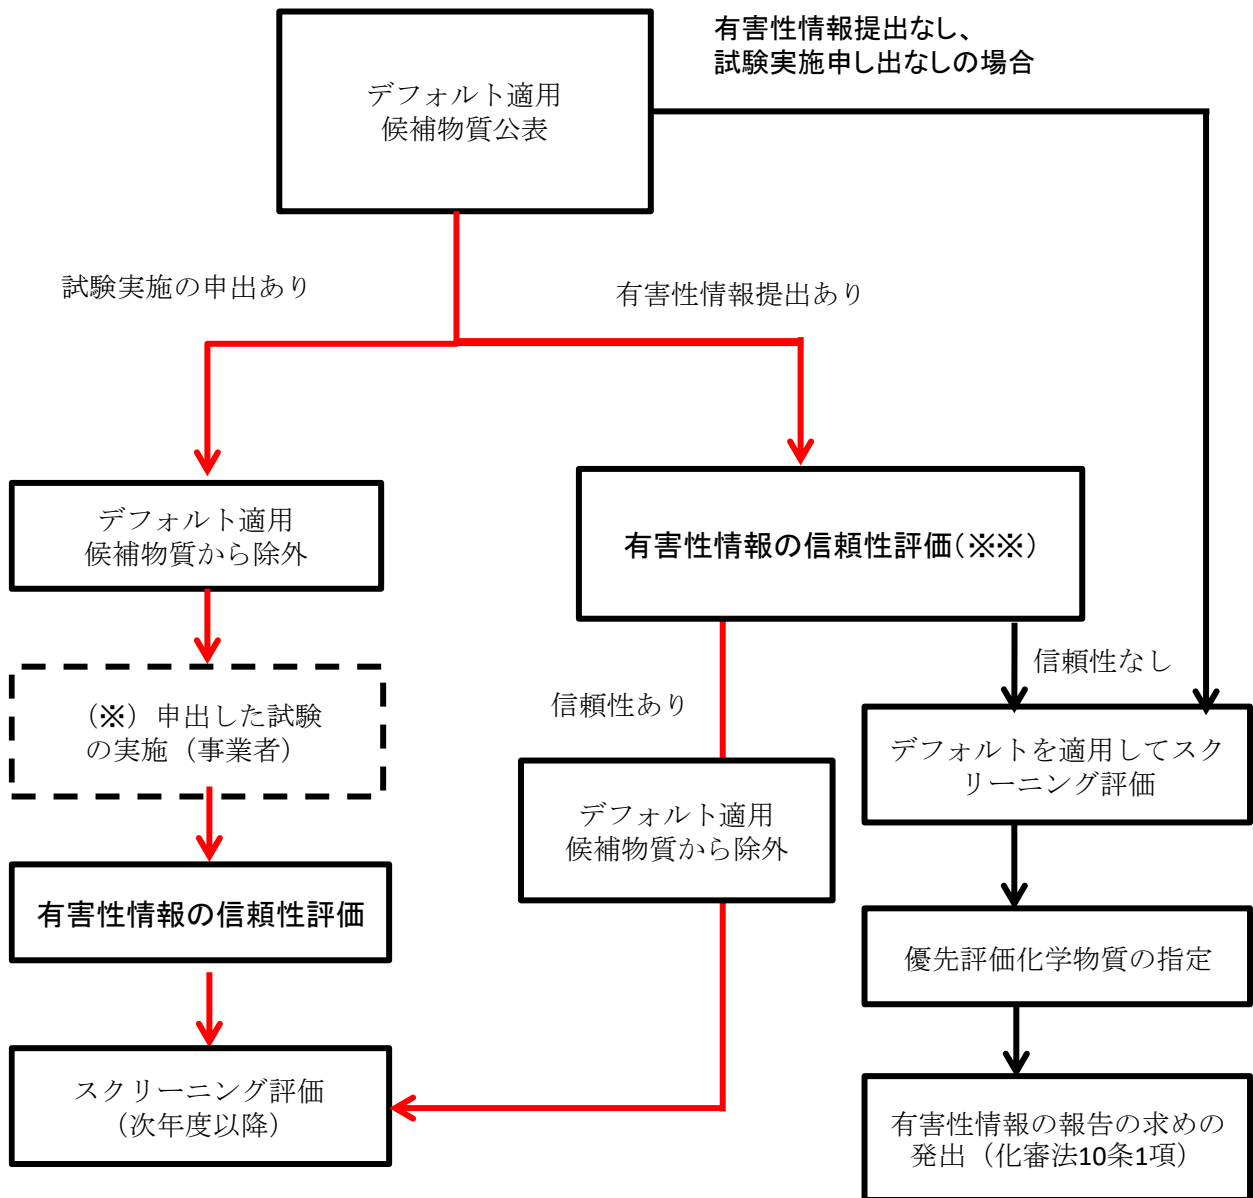 有害性情報提出なし、
試験実施申し出なしの場合
デフォルト適用
候補物質公表
試験実施の申出あり
有害性情報提出あり
デフォルト適用
候補物質から除外
有害性情報の信頼性評価(※※)
(※)申出した試験
の実施(事業者)
信頼性あり
信頼性なし
デフォルトを適用してスク
リーニング評価
デフォルト適用
候補物質から除外
有害性情報の信頼性評価
優先評価化学物質の指定
スクリーニング評価
(次年度以降)
有害性情報の報告の求めの
発出(化審法10条1項)